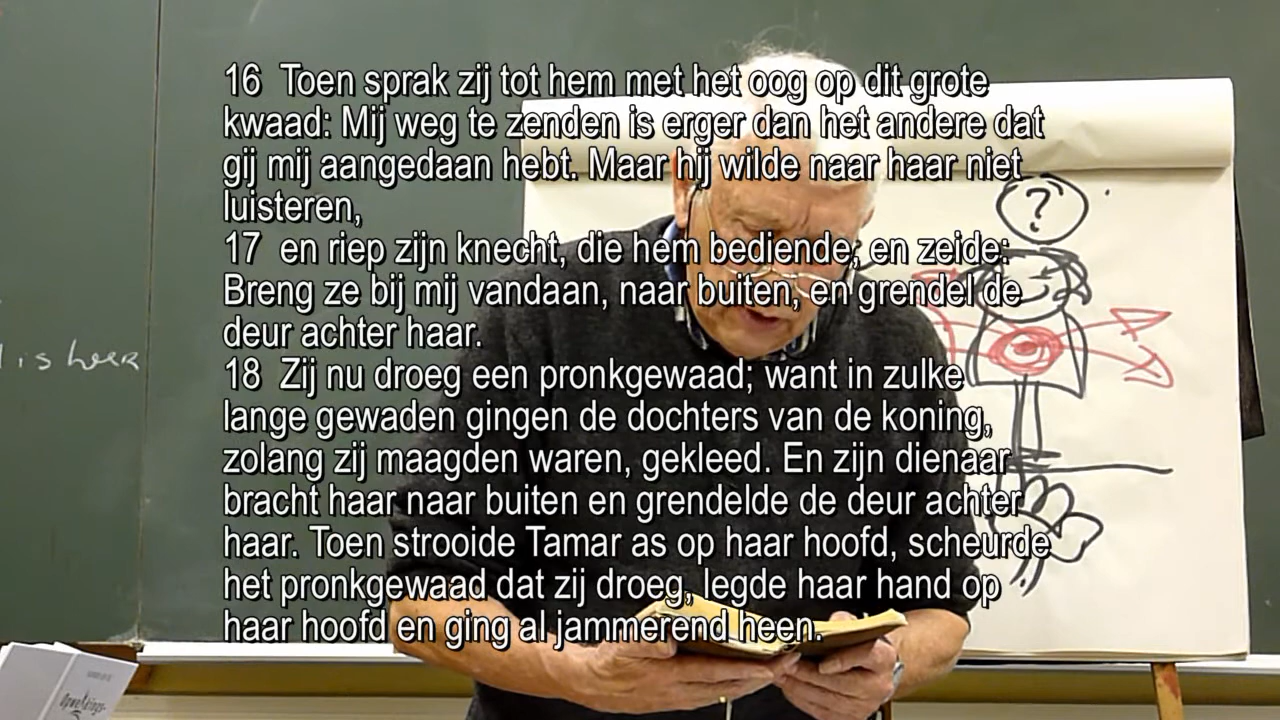 16 Toen sprak zij tot hem met het oog op dit grote
kwaad: Mij weg te zenden is erger dan het andere dat
gij mij aangedaan hebt. Maar hij wilde naar haar niet
luisteren,
17 en riep zijn knecht, die hem bediende, en zeide:
Breng ze bij mij vandaan, naar buiten, en grendel de
deur achter haar.
18 Zij nu droeg een pronkgewaad; want in zulke
lange gewaden gingen de dochters van de koning,
zolang zij maagden waren, gekleed. En zijn dienaar
bracht haar naar buiten en grendelde de deur achter
haar. Toen strooide Tamar as op haar hoofd, scheurde
het pronkgewaad dat zij droeg, legde haar hand op
haar hoofd en ging al jammerend heen.
?
is heer
Opwekkings-